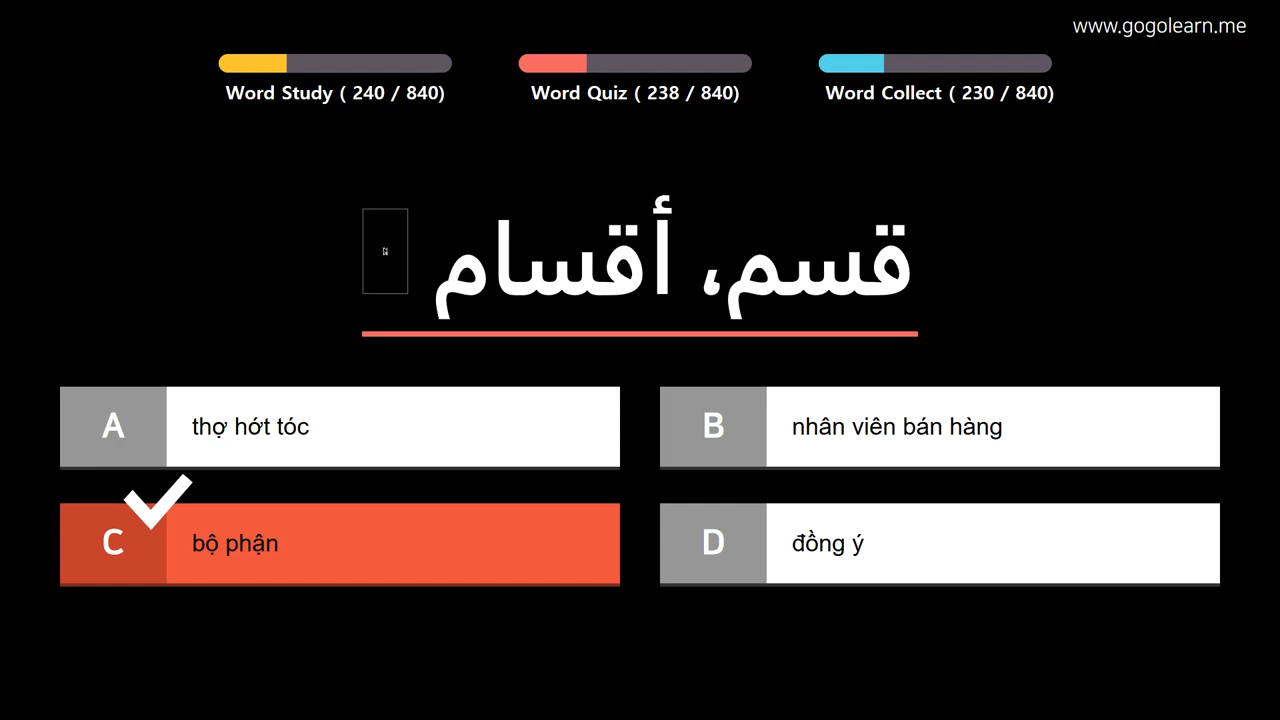 www.gogolearn.me
Word Study ( 240 / 840)
Word Quiz ( 238 / 840)
Word Collect ( 230 / 840)
قسم، أقسام
A
thợ hớt tóc
B
nhân viên bán hàng
C
bộ phận
D
đồng ý